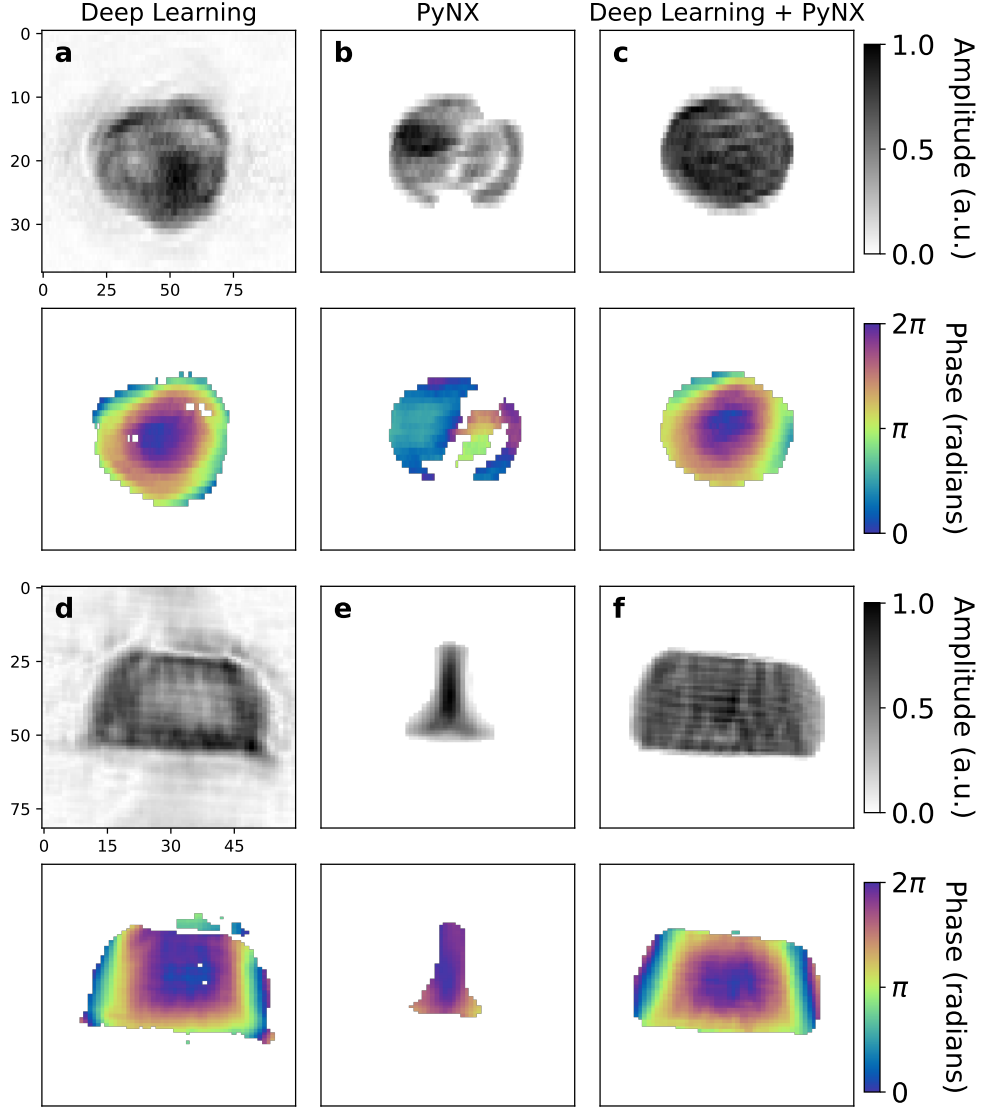 Deep Learning
PyNX
Deep Learning + PyNX
a
b
c
0
10
20
30
0
25
50
75
1.0
0.5
0.0
Amplitude (a.u.)
2π
π
0
Phase (radians)
d
e
f
0
25
50
75
0
15
30
45
1.0
0.5
0.0
Amplitude (a.u.)
2π
π
0
Phase (radians)